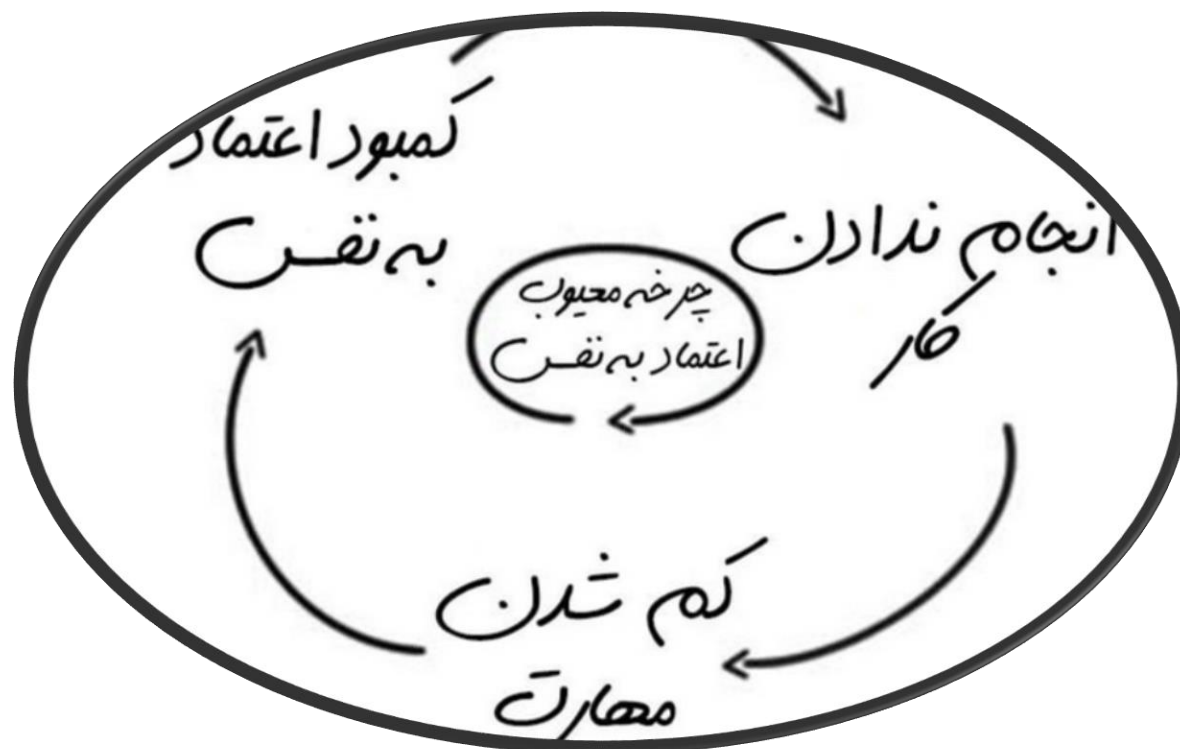 کمبود اعتماد
به نفس
انجام ندادن
کار
چرخه معیوب
اعتماد به نفس
کم شدن
مهارت